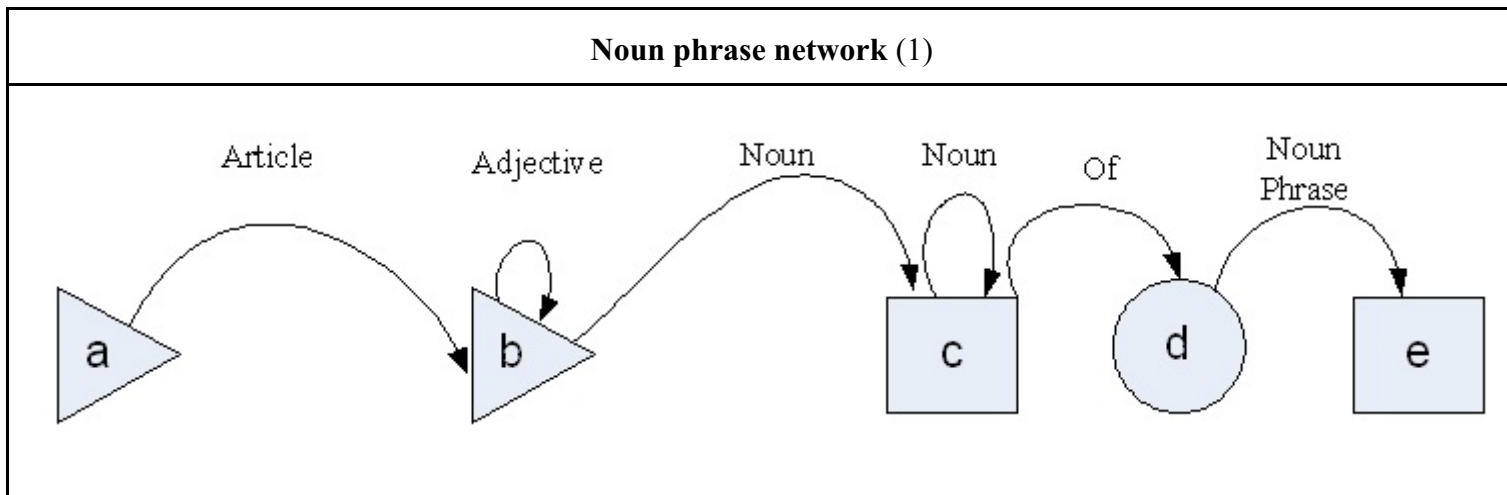 Noun phrase network (1)
Article
Adjective
Noun
Noun
Of
Noun
Phrase
a
b
c
d
e